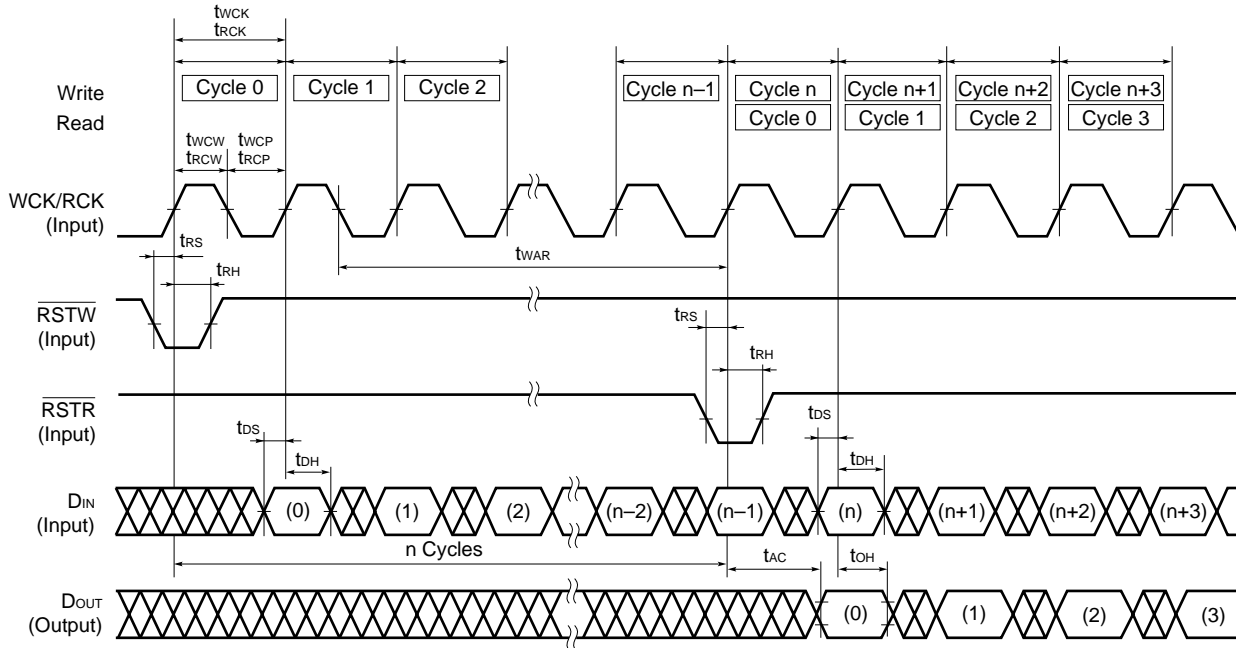 tWCK
tRCK
Write
Cycle 0
Cycle 1
Cycle 2
Cycle n–1
Cycle n
Cycle n+1
Cycle n+2
Cycle n+3
Read
Cycle 0
Cycle 1
Cycle 2
Cycle 3
tWCW
tRCW
tWCP
tRCP
WCK/RCK
(Input)
tRS
tRH
tWAR
RSTW
(Input)
tRS
tRH
RSTR
(Input)
tDS
tDH
tDS
tDH
DIN
(Input)
(0)
(1)
(2)
(n–2)
(n–1)
(n)
(n+1)
(n+2)
(n+3)
n Cycles
tAC
tOH
DOUT
(Output)
(0)
(1)
(2)
(3)